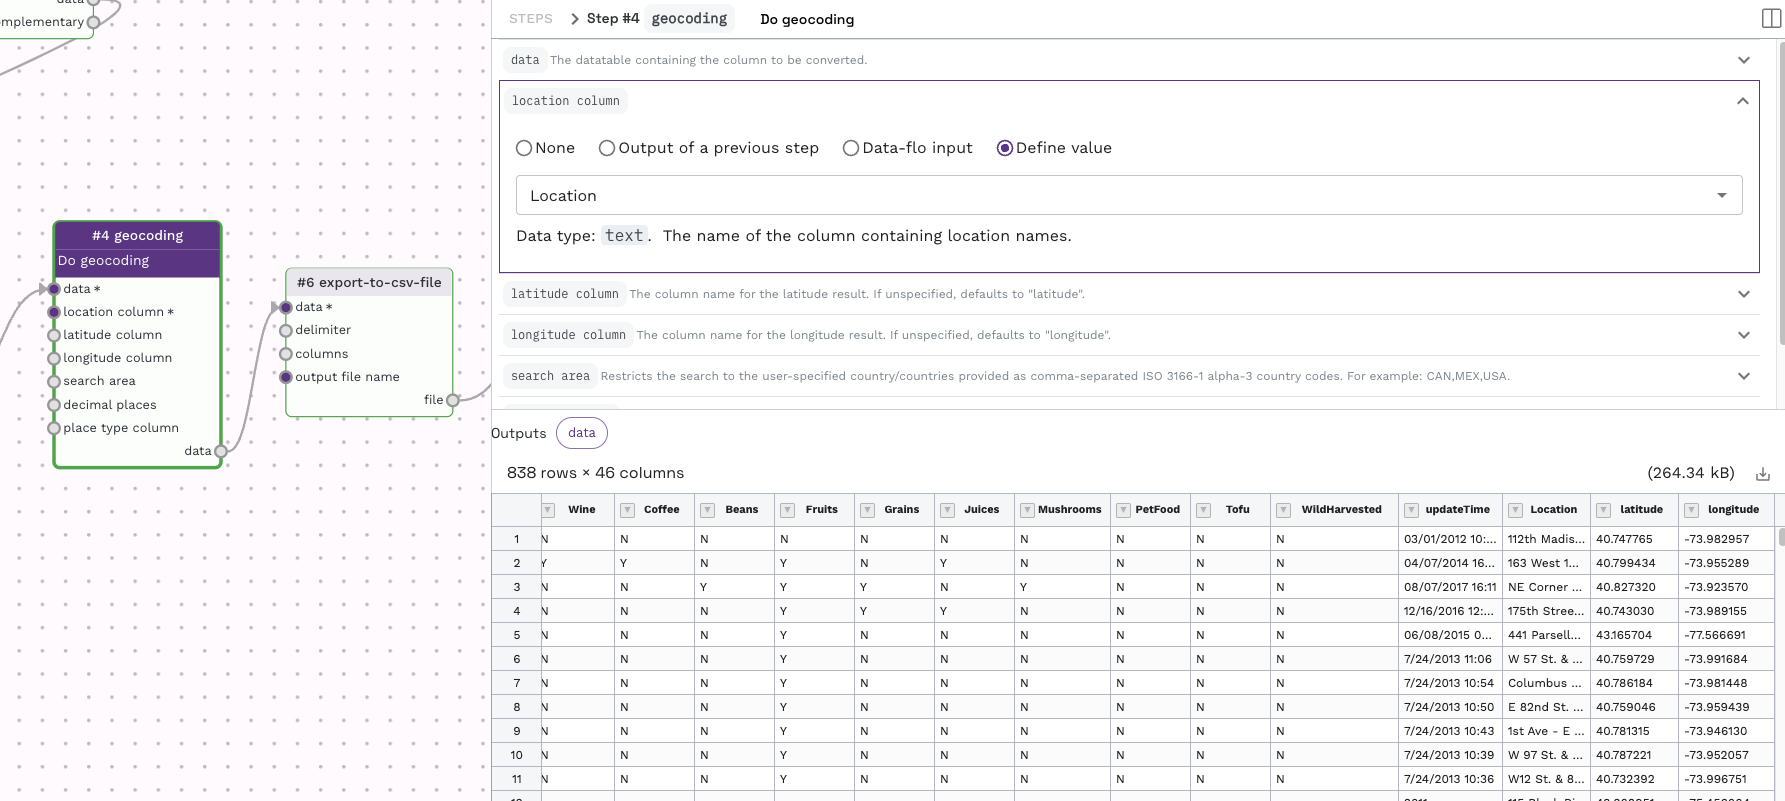 data
mplementary
#4 geocoding
Do geocoding
data *
location column *
latitude column
longitude column
search area
decimal places
place type column
data
#6 export-to-csv-file
data *
delimiter
columns
output file name
file
STEPS > Step #4 geocoding Do geocoding
data The datatable containing the column to be converted.
location column
None Output of a previous step Data-flo input Define value
Location
Data type: text. The name of the column containing location names.
latitude column The column name for the latitude result. If unspecified, defaults to "latitude".
longitude column The column name for the longitude result. If unspecified, defaults to "longitude".
search area Restricts the search to the user-specified country/countries provided as comma-separated ISO 3166-1 alpha-3 country codes. For example: CAN,MEX,USA.
Outputs data
838 rows × 46 columns (264.34 kB)
Wine Coffee Beans Fruits Grains Juices Mushrooms PetFood Tofu WildHarvested updateTime Location latitude longitude
1 N N N N N N N N N N 03/01/2012 10:... 112th Madis... 40.747765 -73.982957
2 Y Y N Y N Y N N N N 04/07/2014 16... 163 West 1... 40.799434 -73.955289
3 N N Y Y Y N Y N N N 08/07/2017 16:11 NE Corner ... 40.827320 -73.923570
4 N N N Y Y Y N N N N 12/16/2016 12:... 175th Stree... 40.743030 -73.989155
5 N N N Y N N N N N N 06/08/2015 0... 441 Parsell... 43.165704 -77.566691
6 N N N Y N N N N N N 7/24/2013 11:06 W 57 St. & ... 40.759729 -73.991684
7 N N N Y N N N N N N 7/24/2013 10:54 Columbus ... 40.786184 -73.981448
8 N N N Y N N N N N N 7/24/2013 10:50 E 82nd St. ... 40.759046 -73.959439
9 N N N Y N N N N N N 7/24/2013 10:43 1st Ave - E ... 40.781315 -73.946130
10 N N N Y N N N N N N 7/24/2013 10:39 W 97 St. & ... 40.787221 -73.952057
11 N N N Y N N N N N N 7/24/2013 10:36 W12 St. & 8... 40.732392 -73.996751